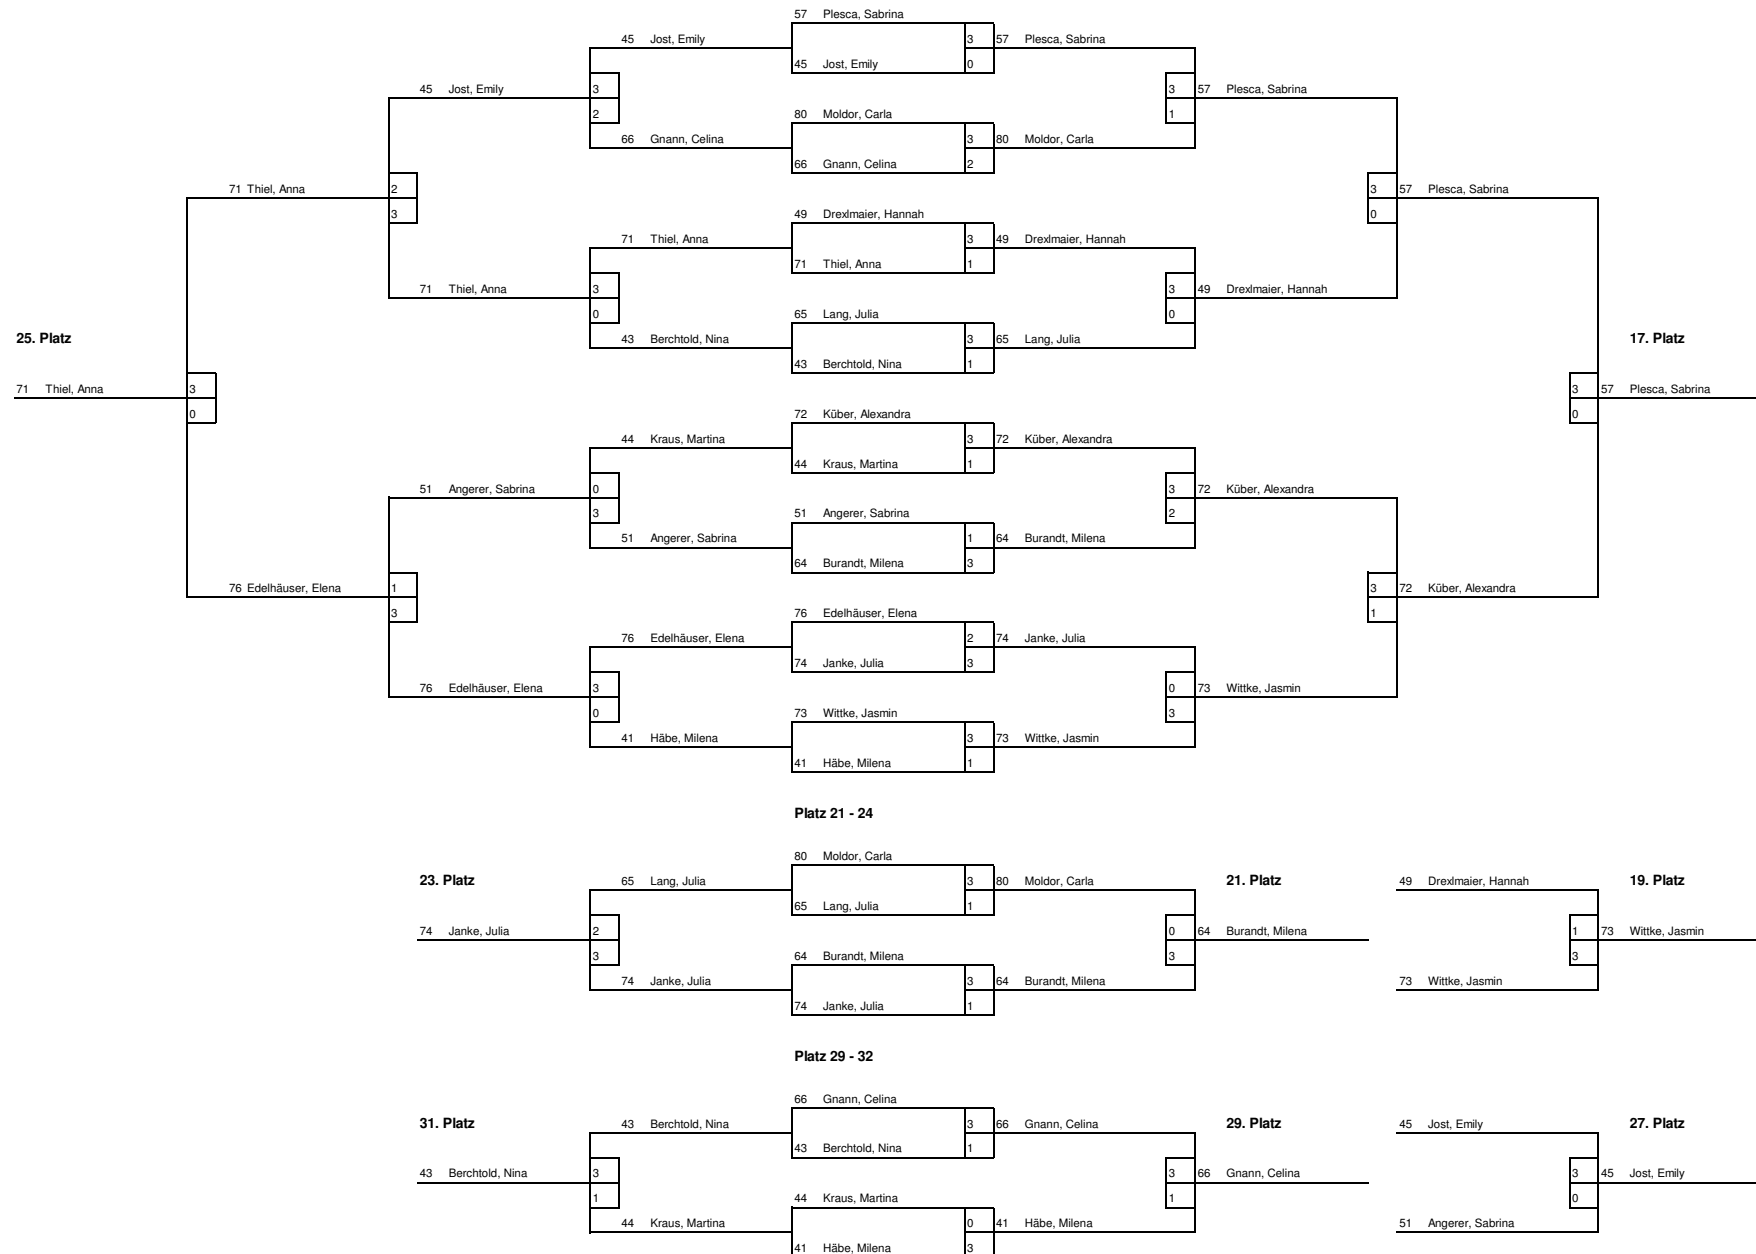 57 Plesca, Sabrina
45 Jost, Emily 3 57 Plesca, Sabrina
45 Jost, Emily 0
45 Jost, Emily 3 3 57 Plesca, Sabrina
2 80 Moldor, Carla 1
66 Gnann, Celina 3 80 Moldor, Carla
66 Gnann, Celina 2
71 Thiel, Anna 2 3 57 Plesca, Sabrina
3 49 Drexlmaier, Hannah 0
71 Thiel, Anna 3 49 Drexlmaier, Hannah
71 Thiel, Anna 1
71 Thiel, Anna 3 3 49 Drexlmaier, Hannah
0 65 Lang, Julia 0
25. Platz 43 Berchtold, Nina 3 65 Lang, Julia 17. Platz
43 Berchtold, Nina 1
71 Thiel, Anna 3 3 57 Plesca, Sabrina
0 72 Küber, Alexandra 0
44 Kraus, Martina 3 72 Küber, Alexandra
44 Kraus, Martina 1
51 Angerer, Sabrina 0 3 72 Küber, Alexandra
3 51 Angerer, Sabrina 2
51 Angerer, Sabrina 1 64 Burandt, Milena
64 Burandt, Milena 3
76 Edelhäuser, Elena 1 3 72 Küber, Alexandra
3 76 Edelhäuser, Elena 1
76 Edelhäuser, Elena 2 74 Janke, Julia
74 Janke, Julia 3
76 Edelhäuser, Elena 3 0 73 Wittke, Jasmin
0 73 Wittke, Jasmin 3
41 Häbe, Milena 3 73 Wittke, Jasmin
41 Häbe, Milena 1
Platz 21 - 24
80 Moldor, Carla
23. Platz 65 Lang, Julia 3 80 Moldor, Carla 21. Platz 49 Drexlmaier, Hannah 19. Platz
65 Lang, Julia 1
74 Janke, Julia 2 0 64 Burandt, Milena 1 73 Wittke, Jasmin
3 64 Burandt, Milena 3 3
74 Janke, Julia 3 64 Burandt, Milena 73 Wittke, Jasmin
74 Janke, Julia 1
Platz 29 - 32
66 Gnann, Celina
31. Platz 43 Berchtold, Nina 3 66 Gnann, Celina 29. Platz 45 Jost, Emily 27. Platz
43 Berchtold, Nina 1
43 Berchtold, Nina 3 3 66 Gnann, Celina 3 45 Jost, Emily
1 44 Kraus, Martina 1 0
44 Kraus, Martina 0 41 Häbe, Milena 51 Angerer, Sabrina
41 Häbe, Milena 3